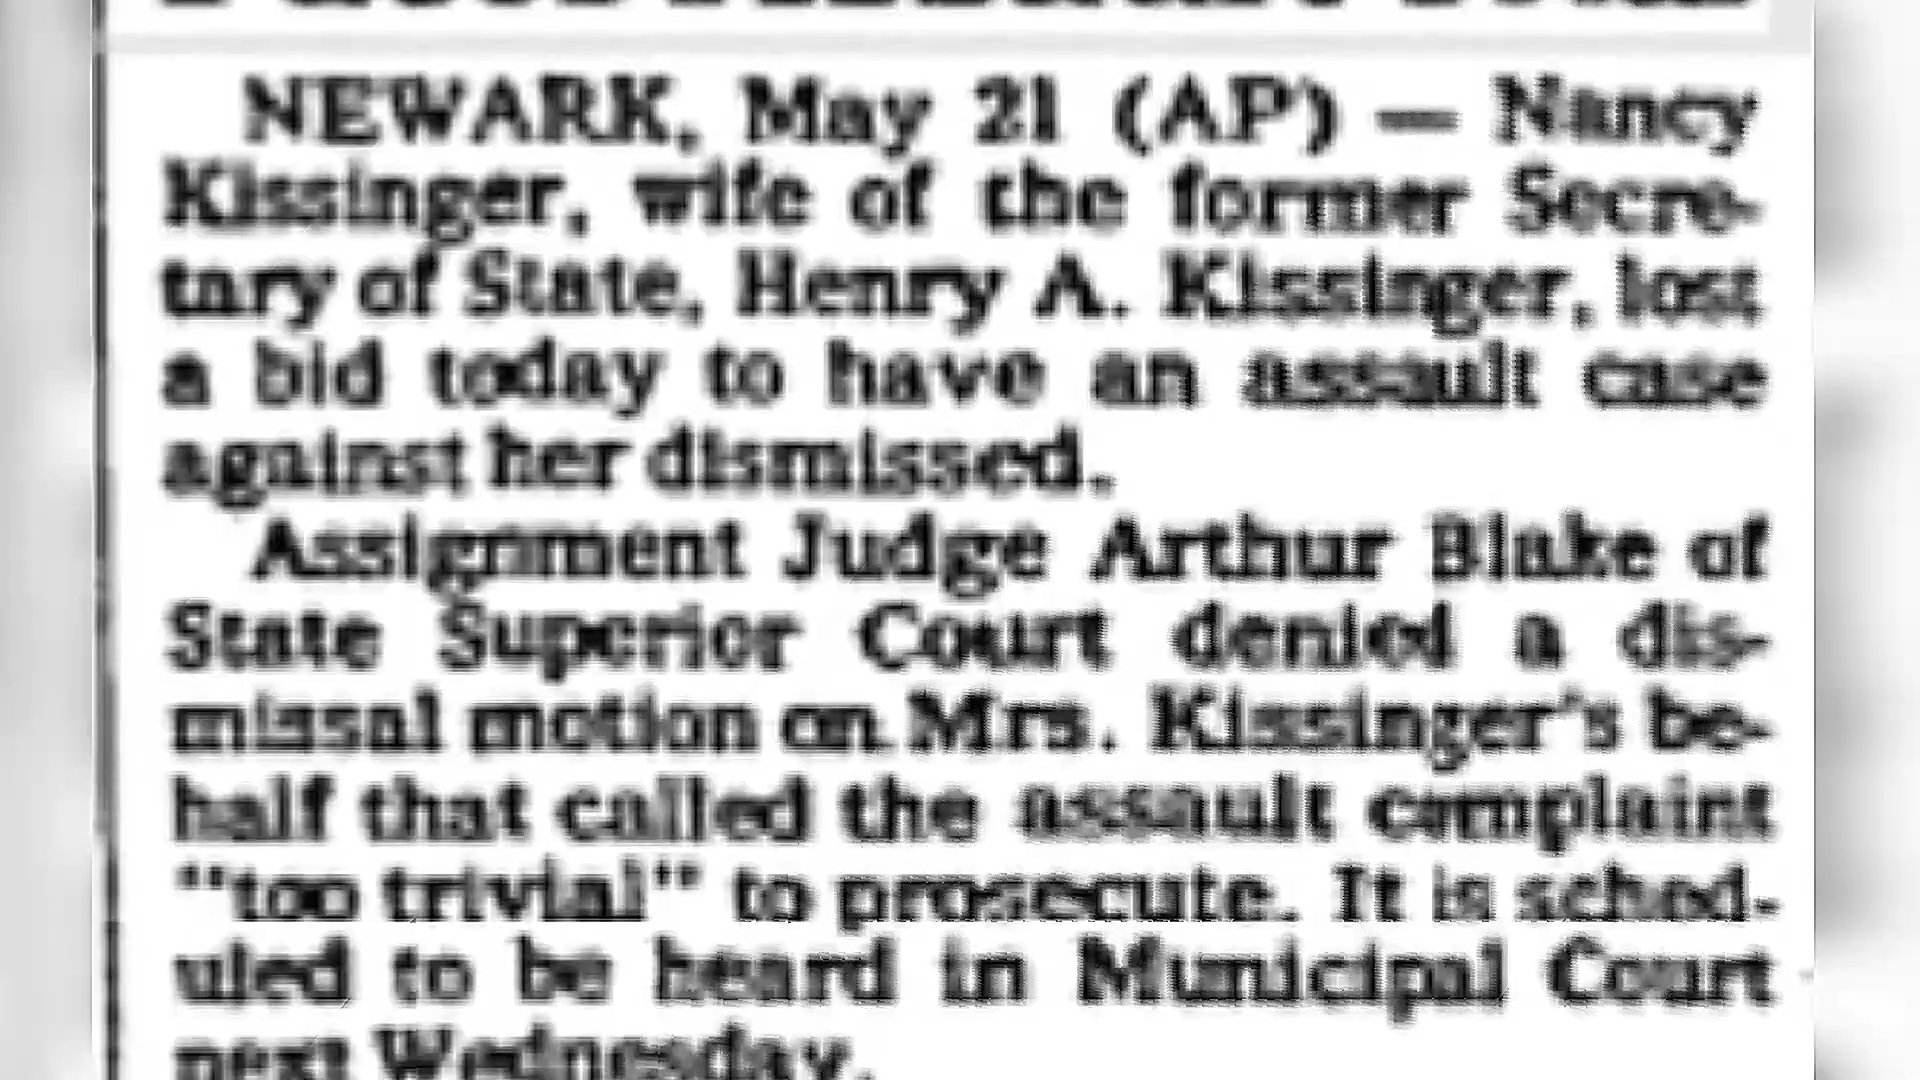 NEWARK, May 21 (AP) — Nancy
Kissinger, wife of the former Secre-
tary of State, Henry A. Kissinger, lost
a bid today to have an assault case
against her dismissed.
Assignment Judge Arthur Blake of
State Superior Court denied a dis-
missal motion on Mrs. Kissinger's be-
half that called the assault complaint
"too trivial" to prosecute. It is sched-
uled to be heard in Municipal Court
next Wednesday.